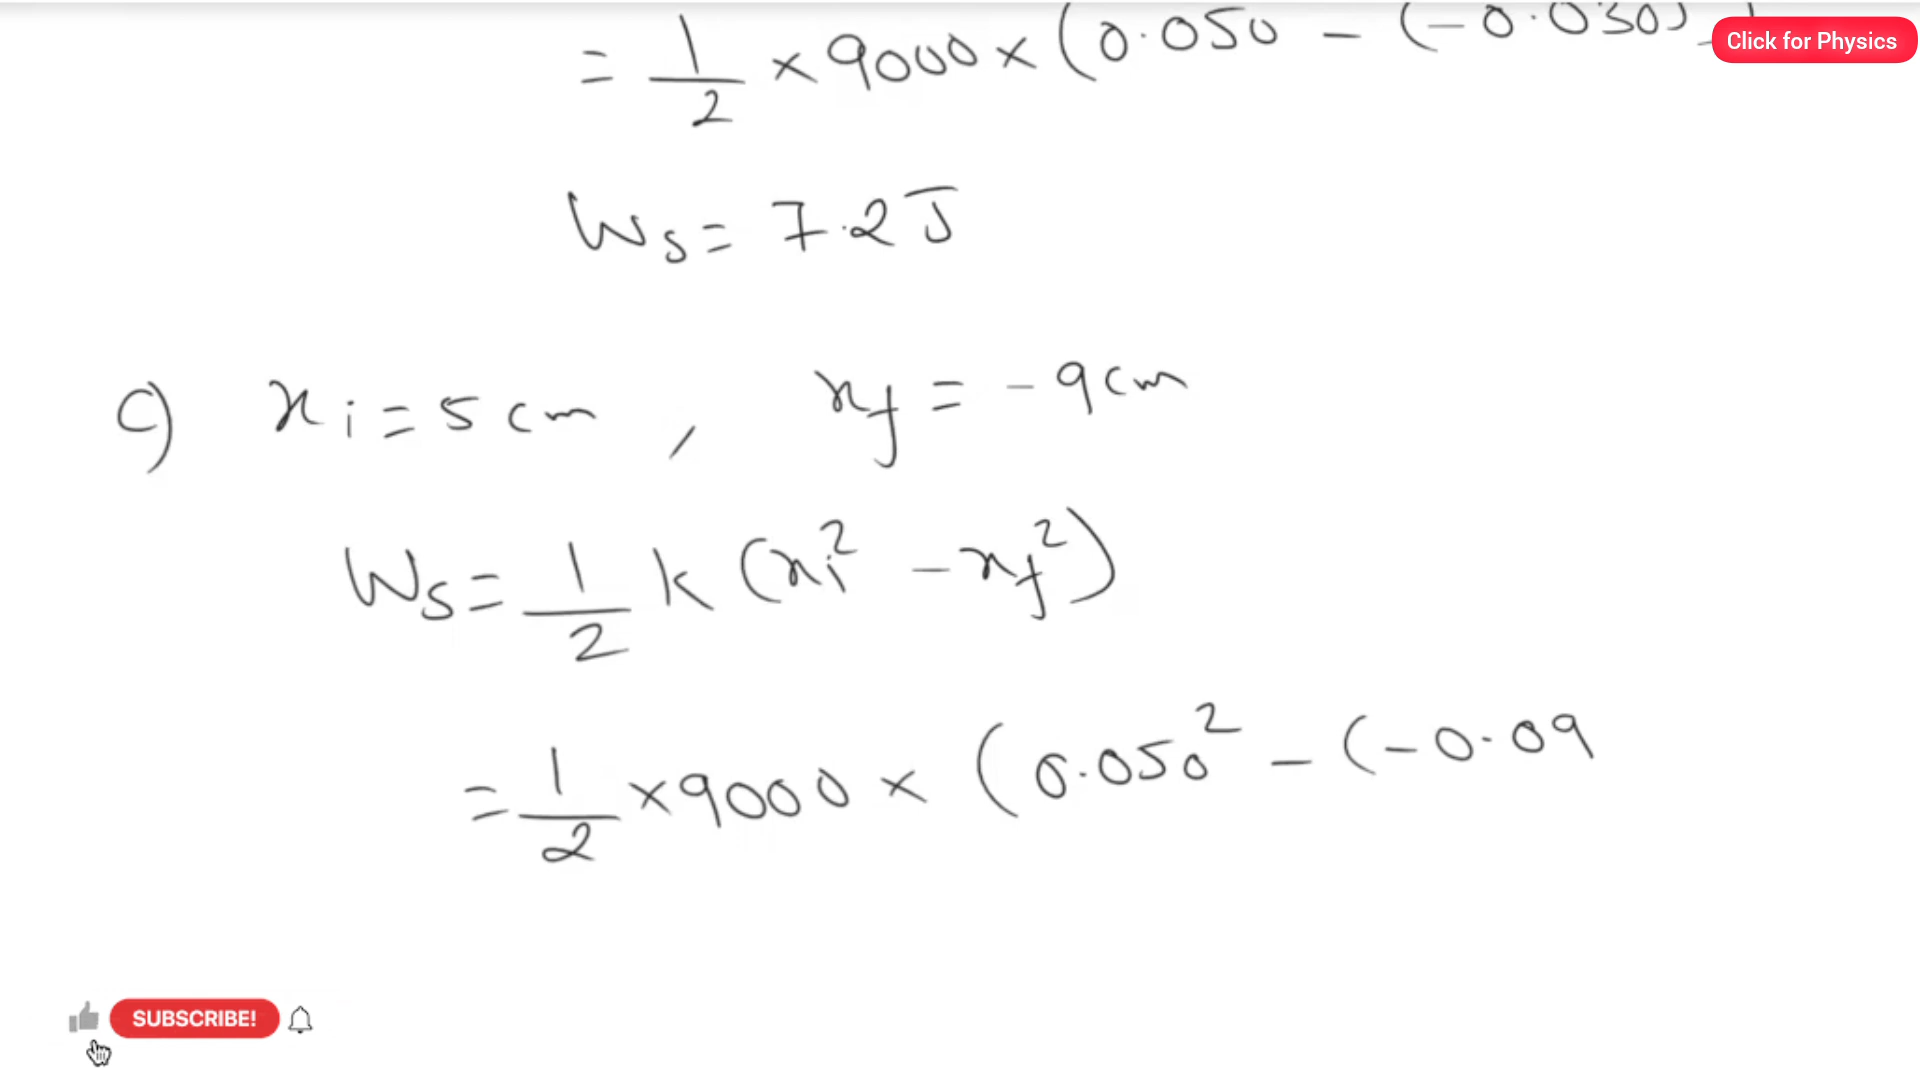 = 1/2 × 9000 × (0.050 - (-0.030)
Click for Physics
Ws = 7.2 J
c) xi = 5 cm , xf = - 9 cm
Ws = 1/2 k (xi² - xf²)
= 1/2 × 9000 × (0.050² - (-0.09
SUBSCRIBE!